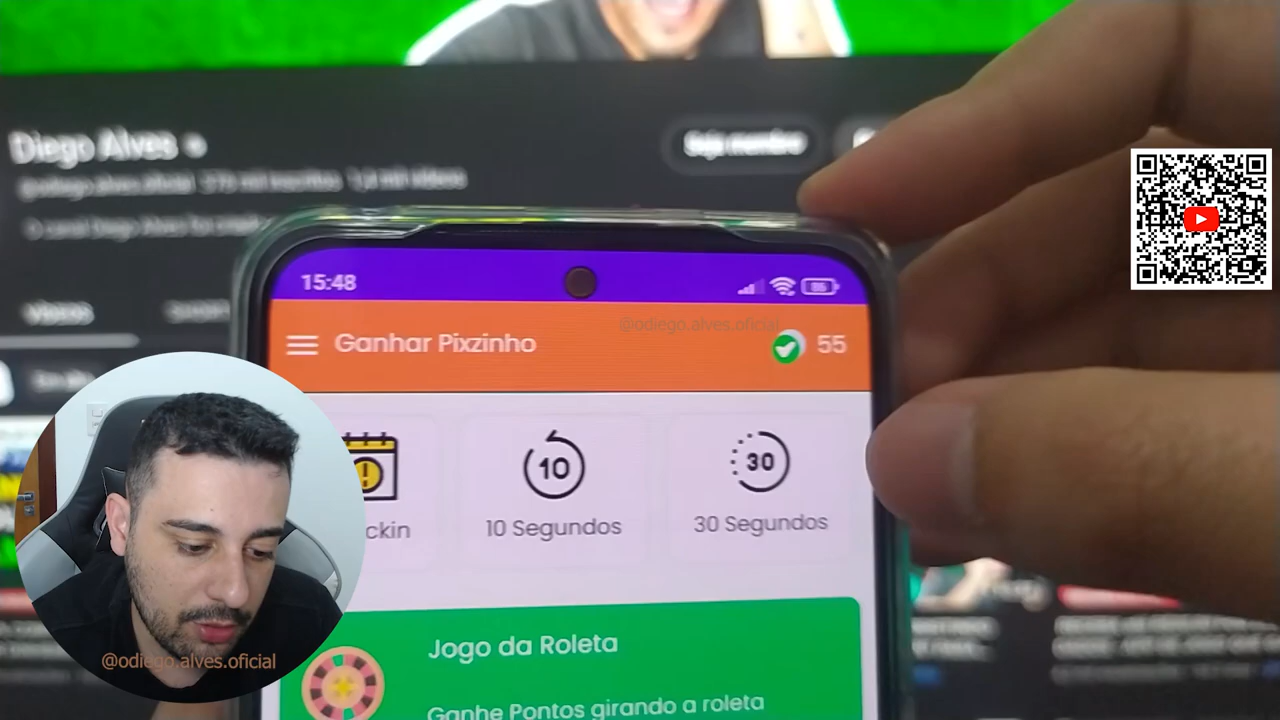 Diego Alves
Seja membro
15:48
86
Ganhar Pixzinho
@odiego.alves.oficial
55
ckin
10
10 Segundos
30
30 Segundos
Jogo da Roleta
Ganhe Pontos girando a roleta
@odiego.alves.oficial